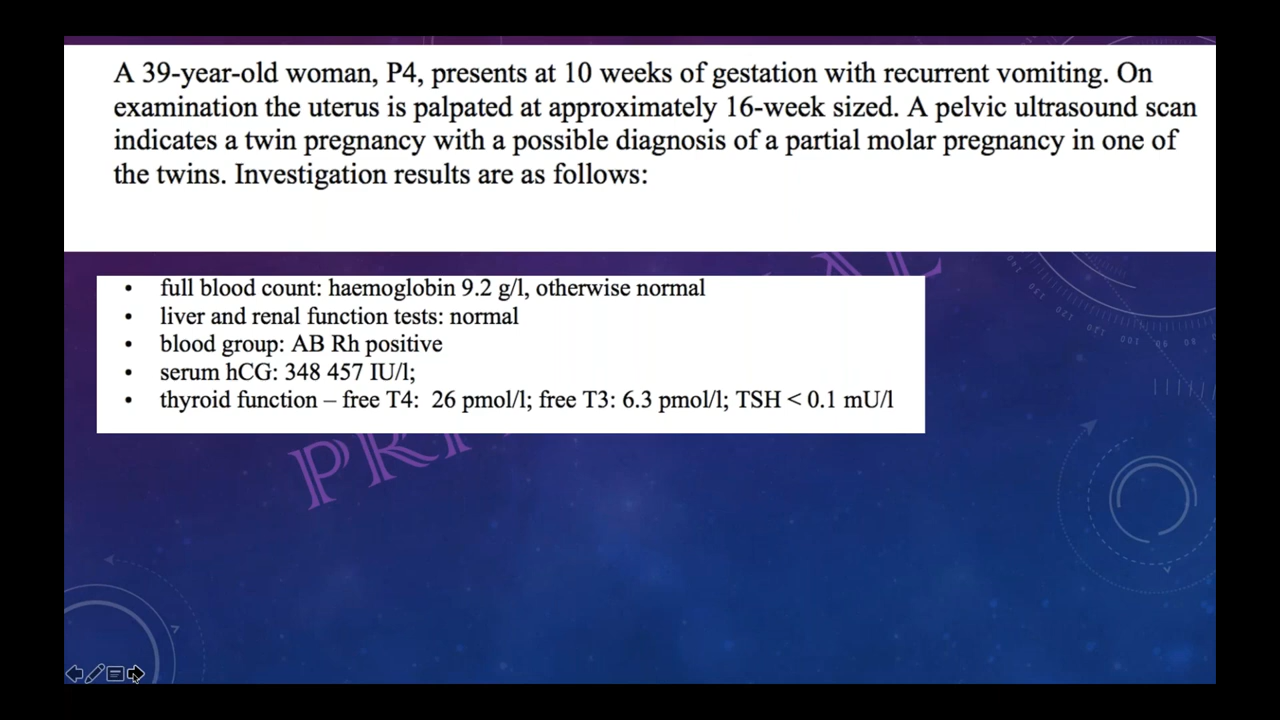 A 39-year-old woman, P4, presents at 10 weeks of gestation with recurrent vomiting. On
examination the uterus is palpated at approximately 16-week sized. A pelvic ultrasound scan
indicates a twin pregnancy with a possible diagnosis of a partial molar pregnancy in one of
the twins. Investigation results are as follows:
• full blood count: haemoglobin 9.2 g/l, otherwise normal
• liver and renal function tests: normal
• blood group: AB Rh positive
• serum hCG: 348 457 IU/l;
• thyroid function – free T4:  26 pmol/l; free T3: 6.3 pmol/l; TSH < 0.1 mU/l